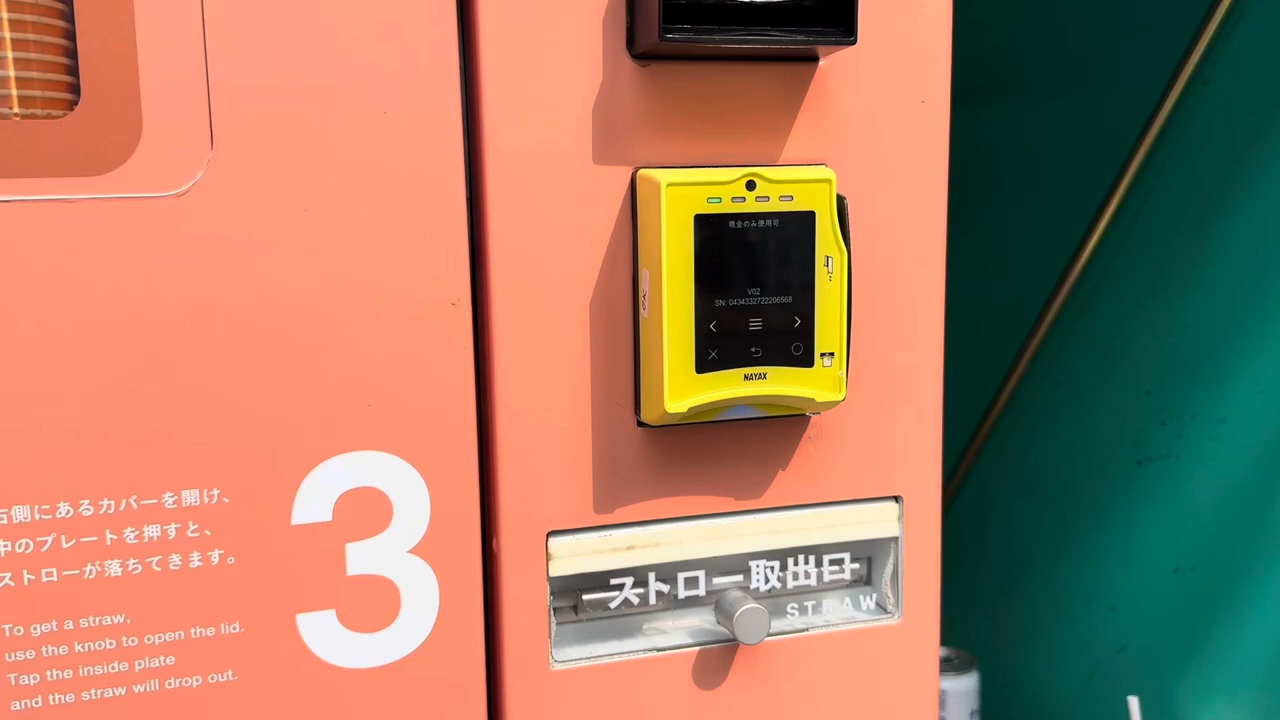 現金のみ使用可
V02
SN: 0434332722206568
NAYAX
右側にあるカバーを開け、
中のプレートを押すと、
ストローが落ちてきます。
To get a straw,
use the knob to open the lid.
Tap the inside plate
and the straw will drop out.
3
ストロー取出口
STRAW